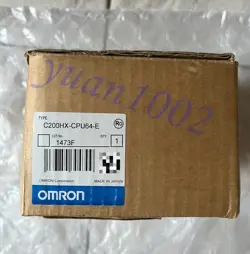 yuan1002
TYPE
C200HX-CPU64-E
LOT No.
QTY
1473F
1
OMRON
OMRON Corporation
MADE IN JAPAN